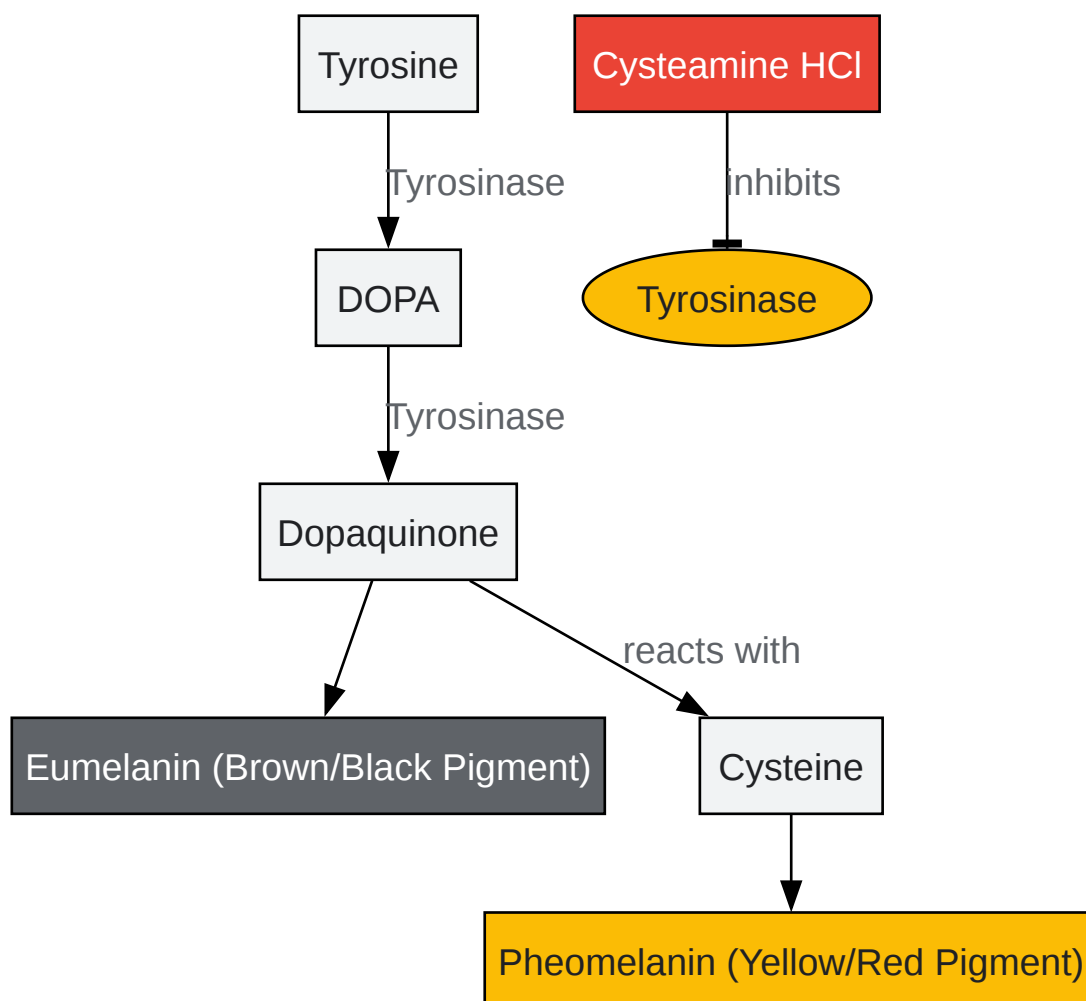 Tyrosine
Cysteamine HCl
Tyrosinase
inhibits
DOPA
Tyrosinase
Tyrosinase
Dopaquinone
reacts with
Eumelanin (Brown/Black Pigment)
Cysteine
Pheomelanin (Yellow/Red Pigment)